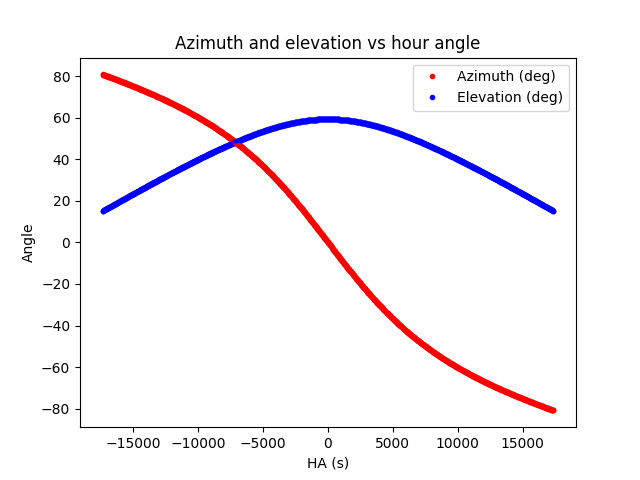 Azimuth and elevation vs hour angle
Azimuth (deg)
Elevation (deg)
80
60
40
20
0
−20
−40
−60
−80
Angle
−15000 −10000 −5000 0 5000 10000 15000
HA (s)